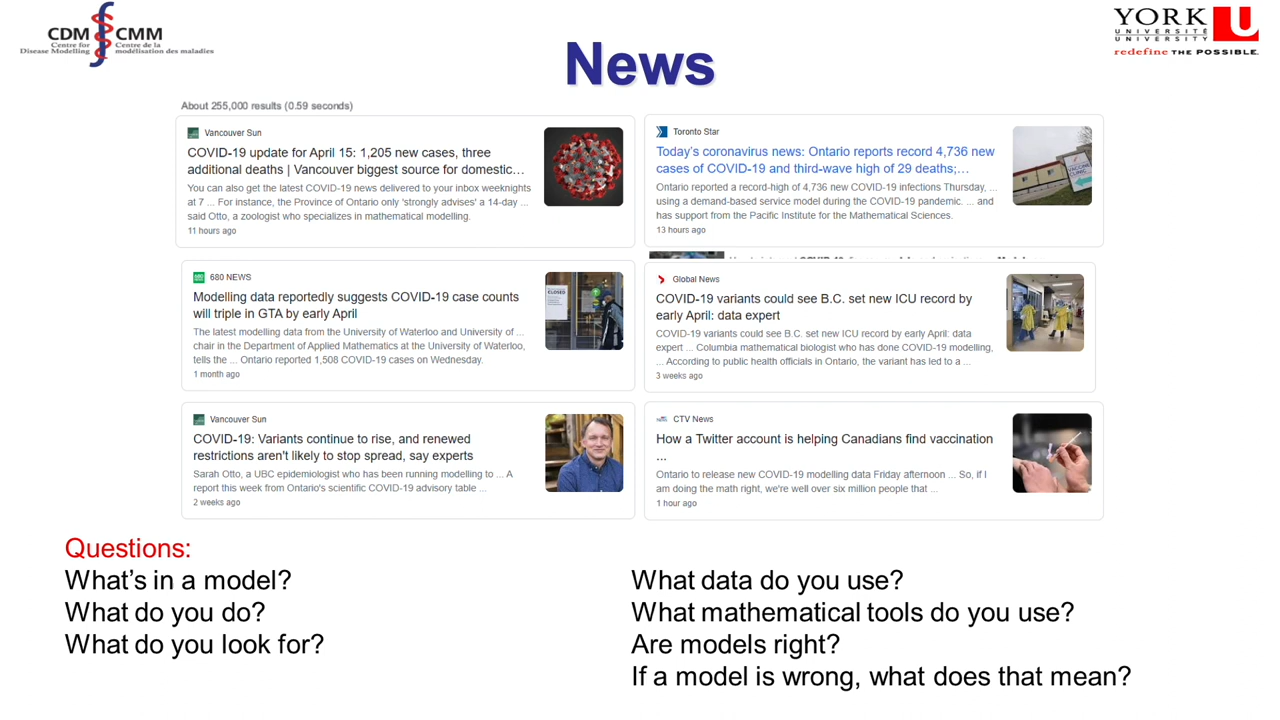 CDM CMM
Centre for Centre de la
Disease Modelling modélisation des maladies
YORK U
UNIVERSITÉ
UNIVERSITY
redefine THE POSSIBLE.
News
About 255,000 results (0.59 seconds)
Vancouver Sun
COVID-19 update for April 15: 1,205 new cases, three
additional deaths | Vancouver biggest source for domestic…
You can also get the latest COVID-19 news delivered to your inbox weeknights
at 7 ... For instance, the Province of Ontario only 'strongly advises' a 14-day ...
said Otto, a zoologist who specializes in mathematical modelling.
11 hours ago
Toronto Star
Today's coronavirus news: Ontario reports record 4,736 new
cases of COVID-19 and third-wave high of 29 deaths;…
Ontario reported a record-high of 4,736 new COVID-19 infections Thursday, ...
using a demand-based service model during the COVID-19 pandemic. ... and
has support from the Pacific Institute for the Mathematical Sciences.
13 hours ago
680 NEWS
Modelling data reportedly suggests COVID-19 case counts
will triple in GTA by early April
The latest modelling data from the University of Waterloo and University of ...
chair in the Department of Applied Mathematics at the University of Waterloo,
tells the ... Ontario reported 1,508 COVID-19 cases on Wednesday.
1 month ago
Global News
COVID-19 variants could see B.C. set new ICU record by
early April: data expert
COVID-19 variants could see B.C. set new ICU record by early April: data
expert ... Columbia mathematical biologist who has done COVID-19 modelling,
... According to public health officials in Ontario, the variant has led to a ...
3 weeks ago
Vancouver Sun
COVID-19: Variants continue to rise, and renewed
restrictions aren't likely to stop spread, say experts
Sarah Otto, a UBC epidemiologist who has been running modelling to ... A
report this week from Ontario's scientific COVID-19 advisory table ...
2 weeks ago
CTV News
How a Twitter account is helping Canadians find vaccination
...
Ontario to release new COVID-19 modelling data Friday afternoon ... So, if I
am doing the math right, we're well over six million people that ...
1 hour ago
Questions:
What's in a model?
What do you do?
What do you look for?
What data do you use?
What mathematical tools do you use?
Are models right?
If a model is wrong, what does that mean?